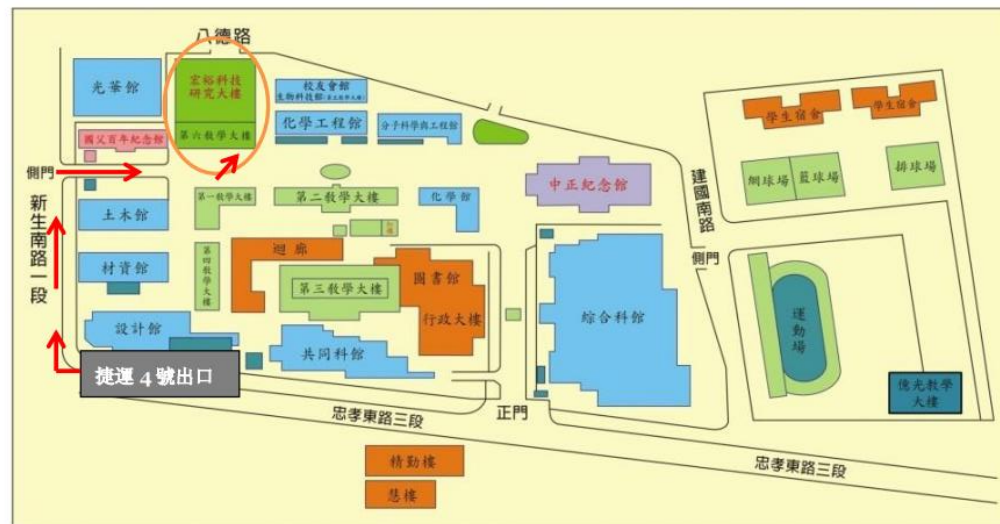 八德路
光華館
宏裕科技
研究大樓
第六教學大樓
校友會館
化學工程館
分子科學與工程館
國父百年紀念館
側門
學生宿舍
學生宿舍
網球場
籃球場
排球場
中正紀念館
建國南路
第一教學大樓
第二教學大樓
化學館
新生南路一段
土木館
材資館
設計館
第四教學大樓
迴廊
第三教學大樓
圖書館
行政大樓
共同科館
綜合科館
側門
運動場
億光教學
大樓
捷運 4 號出口
忠孝東路三段
正門
忠孝東路三段
精勤樓
慧樓